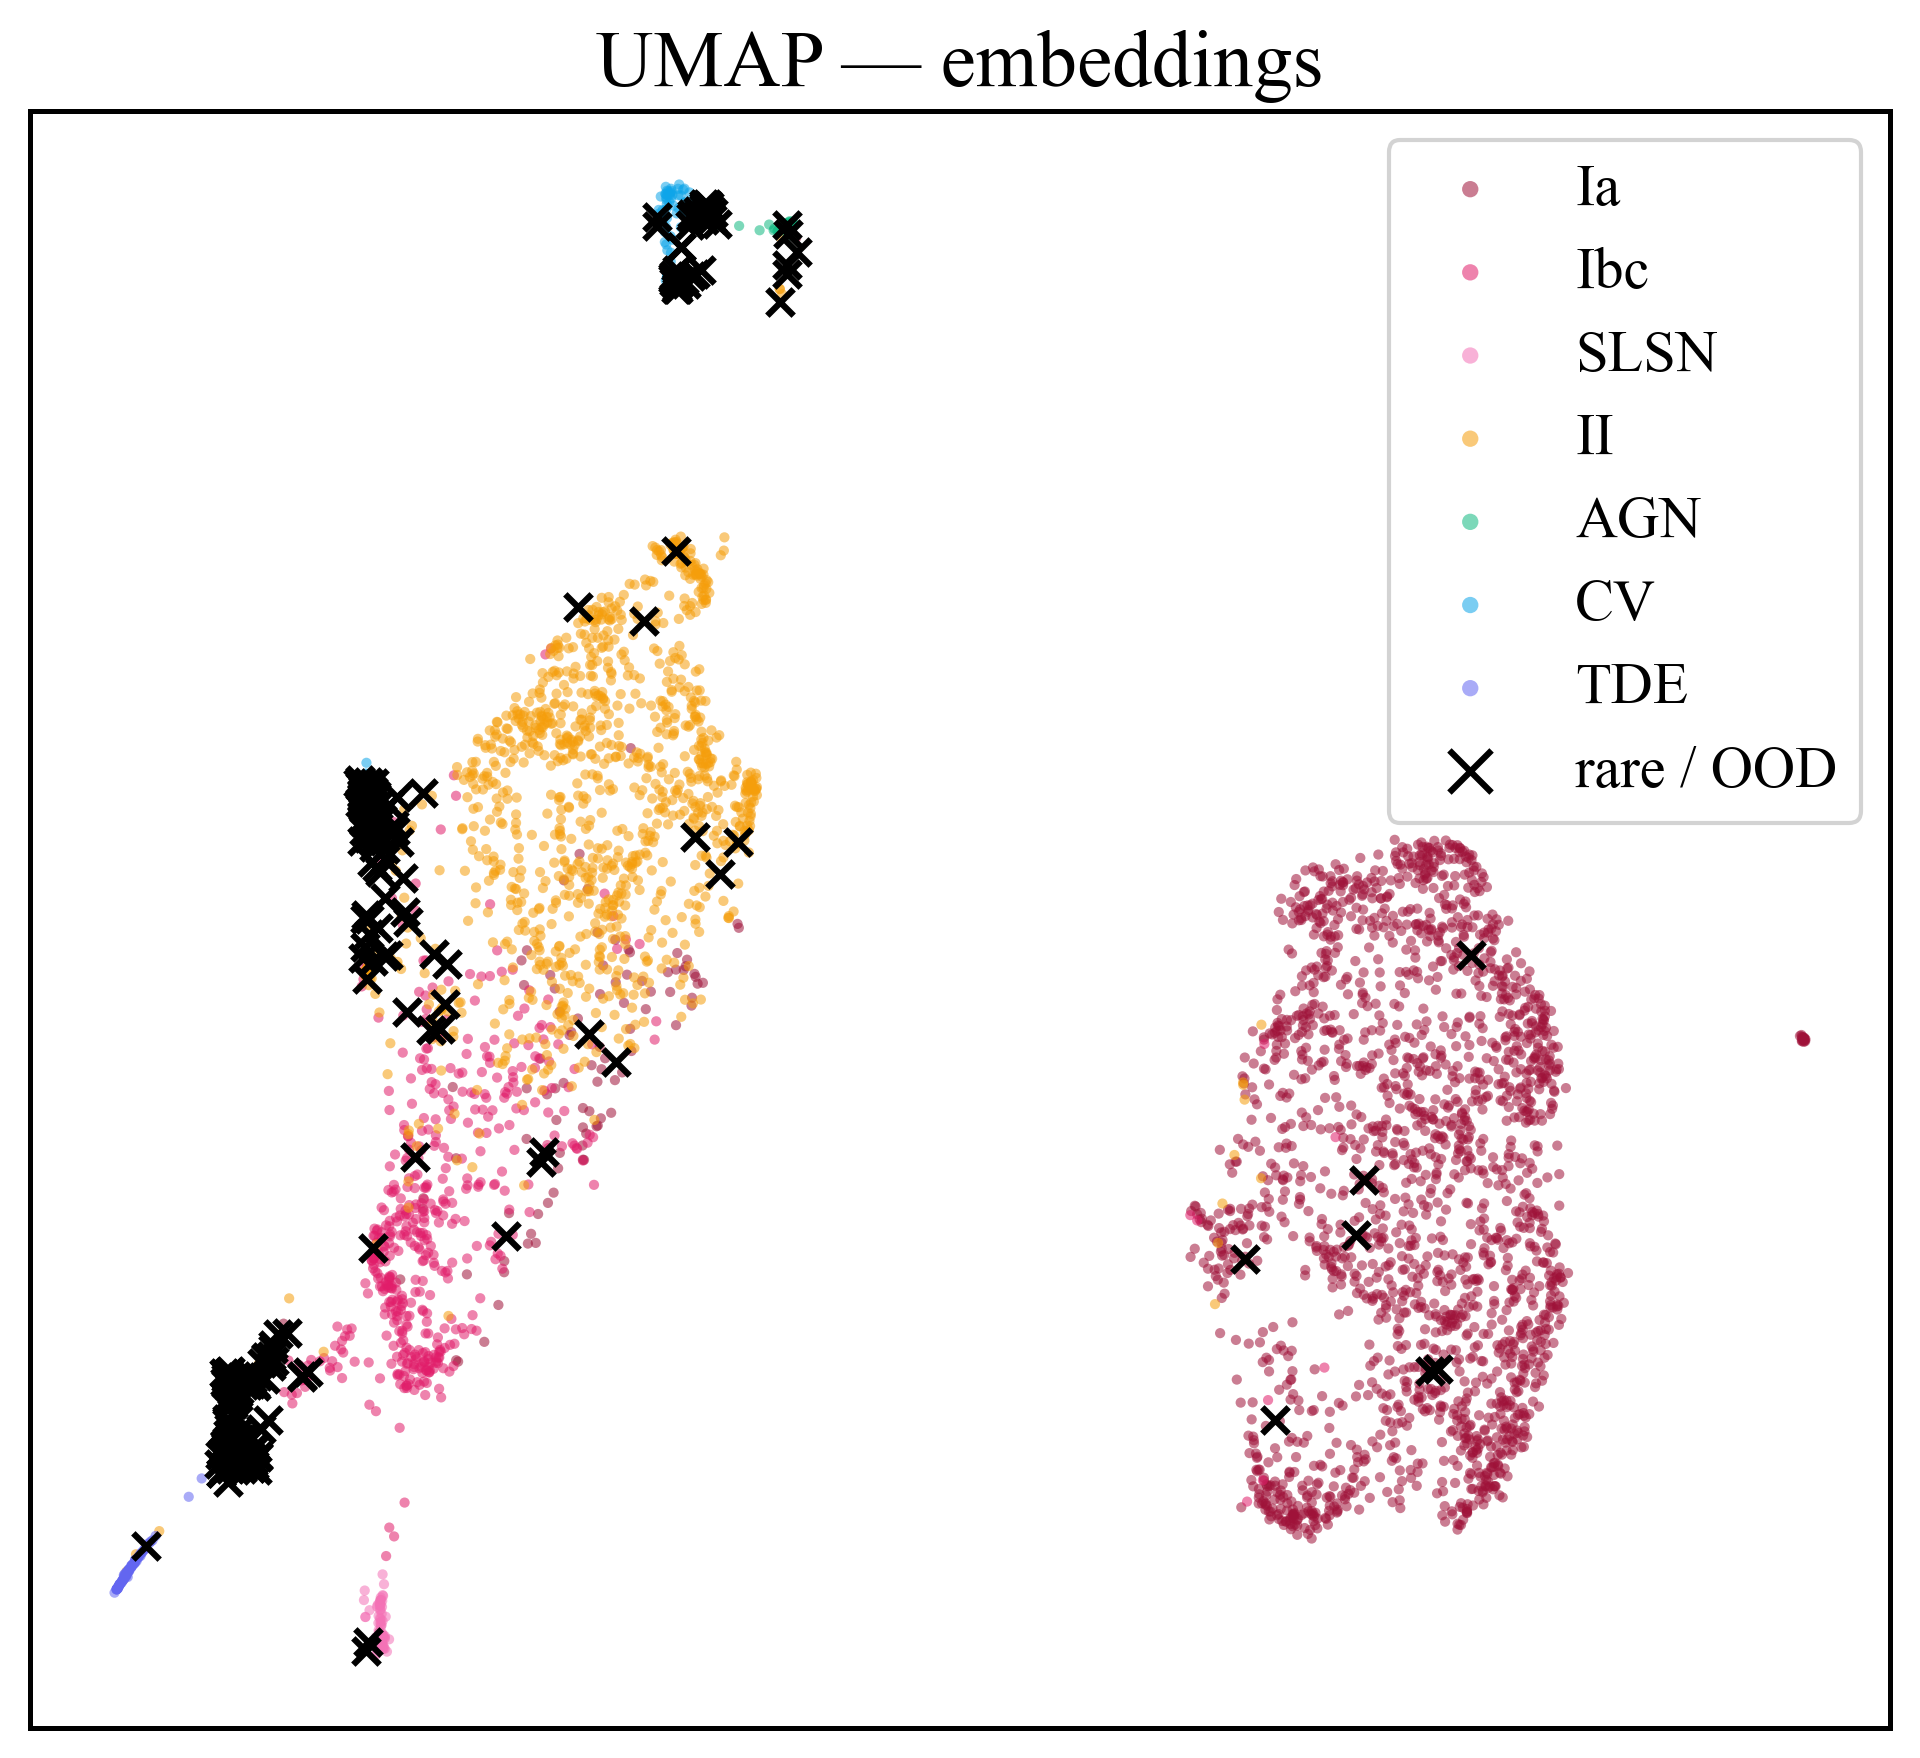 UMAP — embeddings
Ia
Ibc
SLSN
II
AGN
CV
TDE
rare / OOD